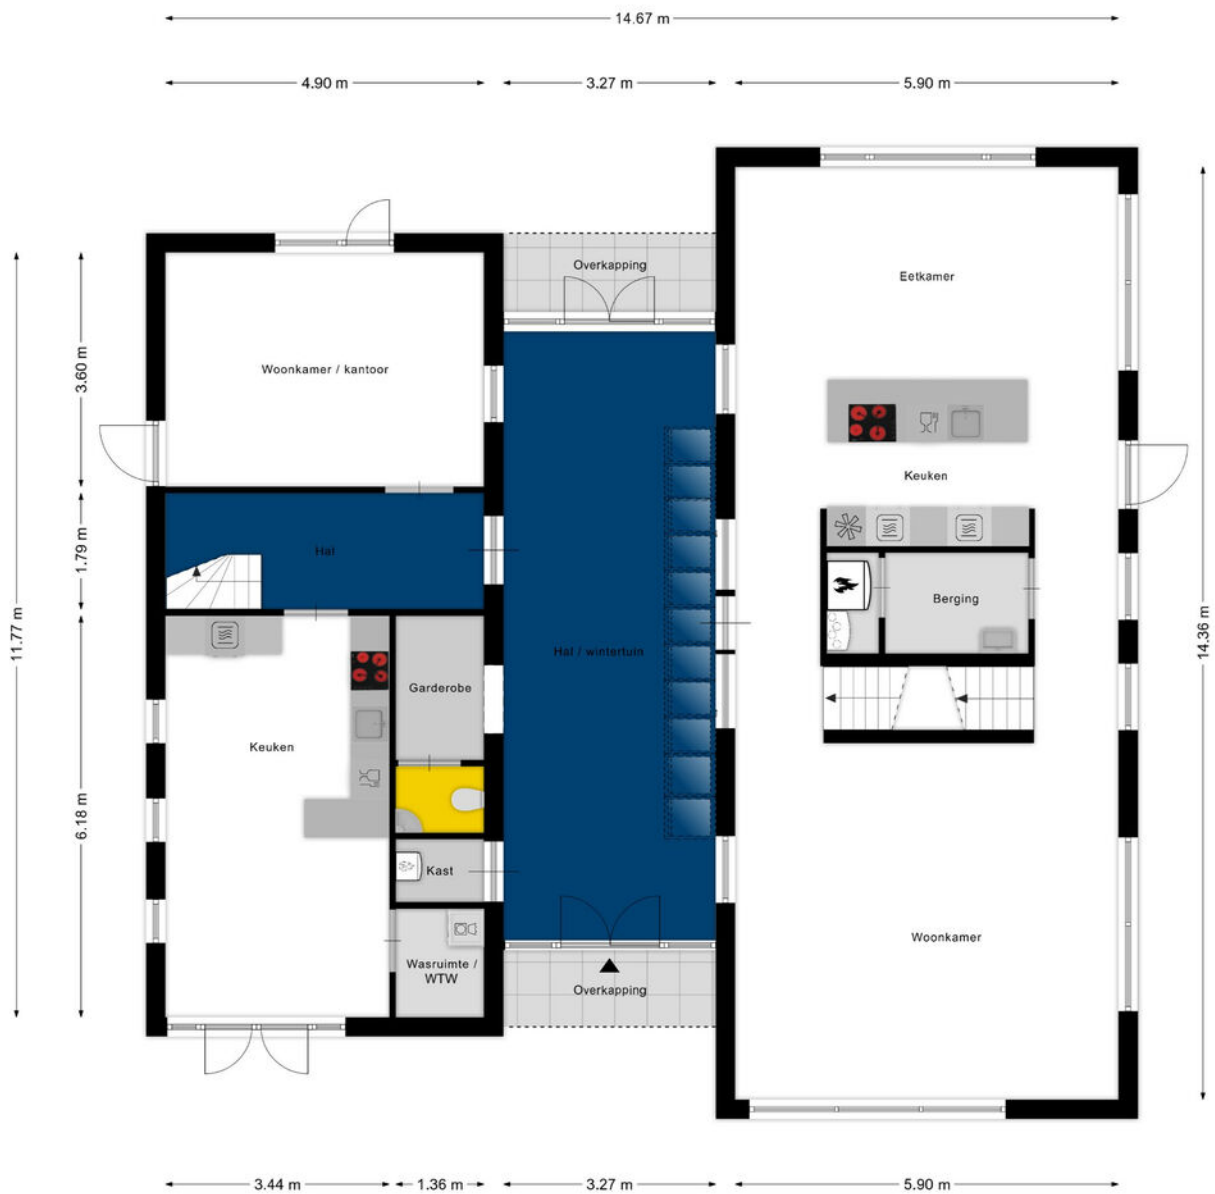 14.67 m
4.90 m
3.27 m
5.90 m
Overkapping
Eetkamer
Woonkamer / kantoor
3.60 m
Keuken
1.79 m
Hal
Berging
11.77 m
14.36 m
Hal / wintertuin
Garderobe
Keuken
6.18 m
Kast
Woonkamer
Wasruimte /
WTW
Overkapping
3.44 m
1.36 m
3.27 m
5.90 m